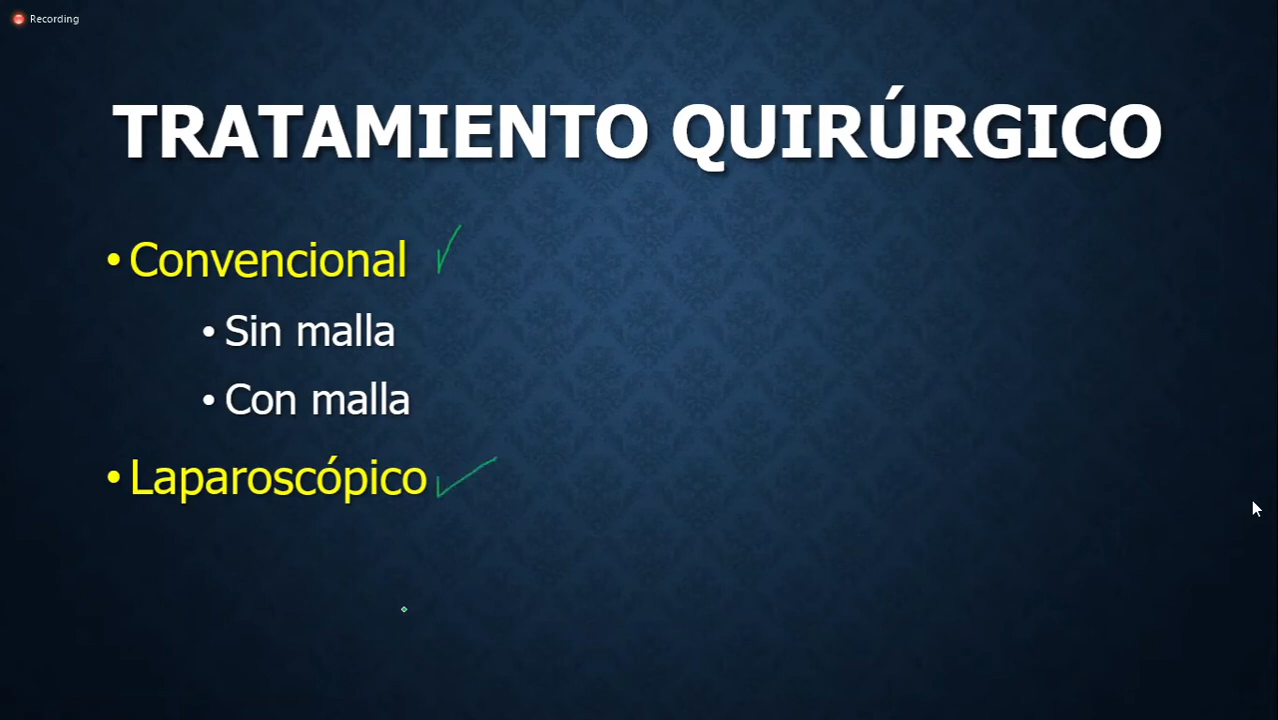 Recording
TRATAMIENTO QUIRÚRGICO
• Convencional
• Sin malla
• Con malla
• Laparoscópico